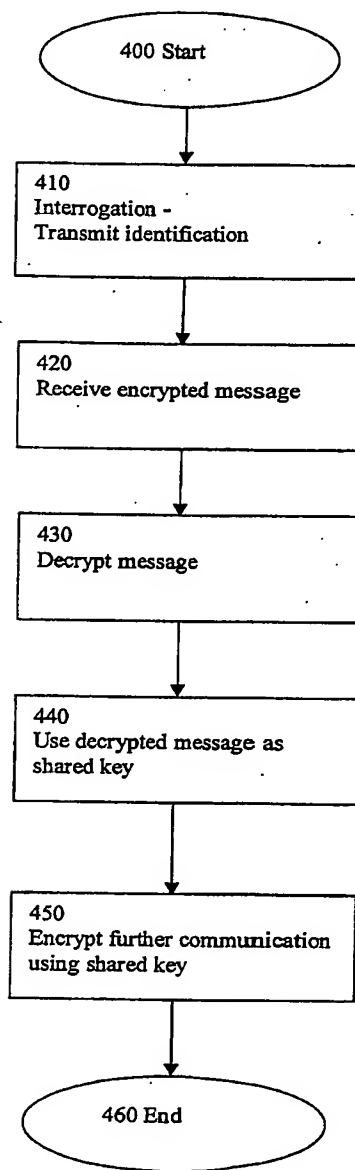 400 Start
410
Interrogation -
Transmit identification
420
Receive encrypted message
430
Decrypt message
440
Use decrypted message as
shared key
450
Encrypt further communication
using shared key
460 End